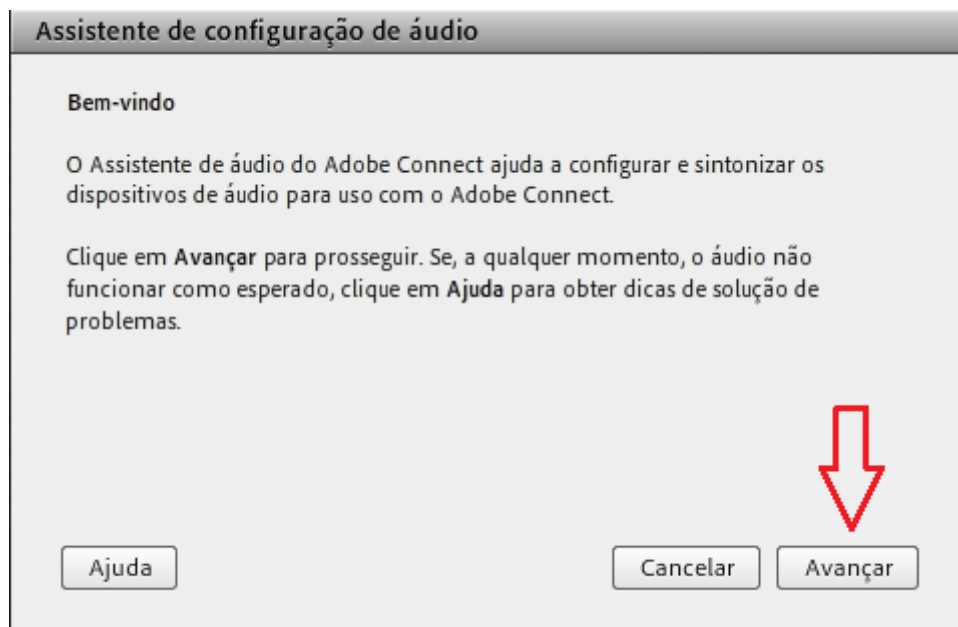 Assistente de configuração de áudio
Bem-vindo
O Assistente de áudio do Adobe Connect ajuda a configurar e sintonizar os
dispositivos de áudio para uso com o Adobe Connect.
Clique em Avançar para prosseguir. Se, a qualquer momento, o áudio não
funcionar como esperado, clique em Ajuda para obter dicas de solução de
problemas.
Ajuda
Cancelar
Avançar